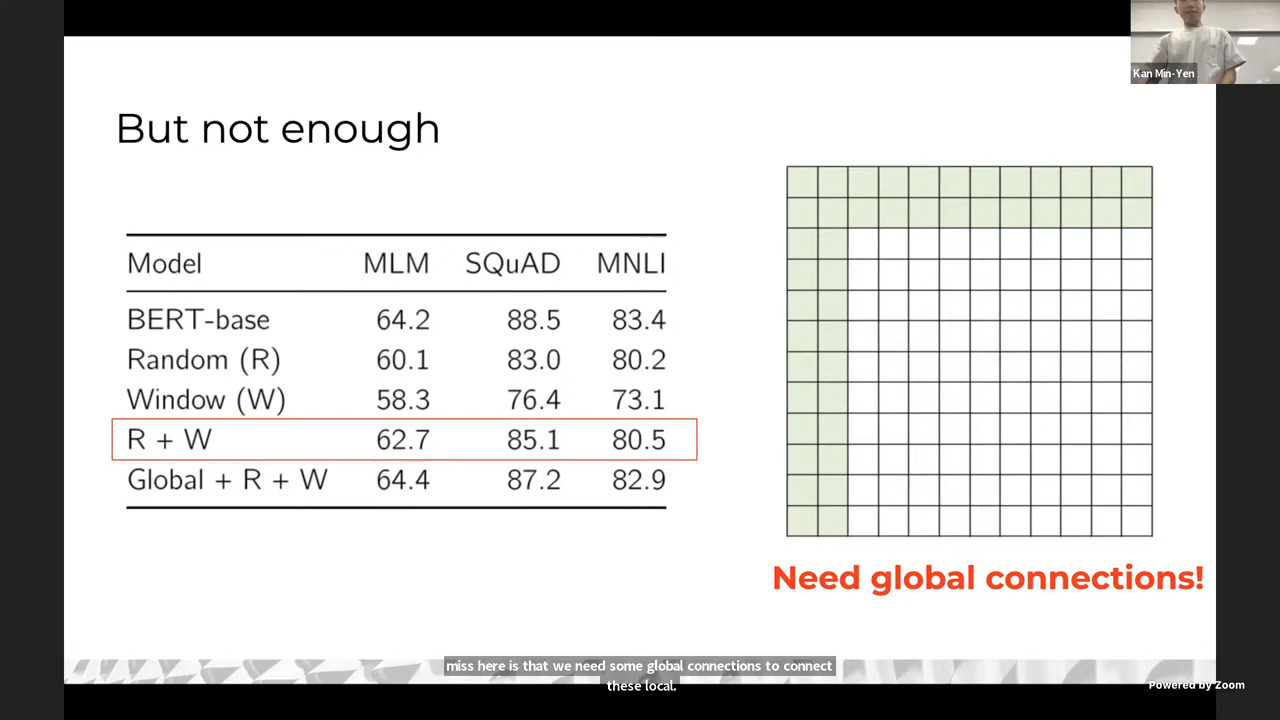 Kan Min-Yen
But not enough
Model MLM SQuAD MNLI
BERT-base 64.2 88.5 83.4
Random (R) 60.1 83.0 80.2
Window (W) 58.3 76.4 73.1
R + W 62.7 85.1 80.5
Global + R + W 64.4 87.2 82.9
Need global connections!
miss here is that we need some global connections to connect
these local.
Powered by Zoom